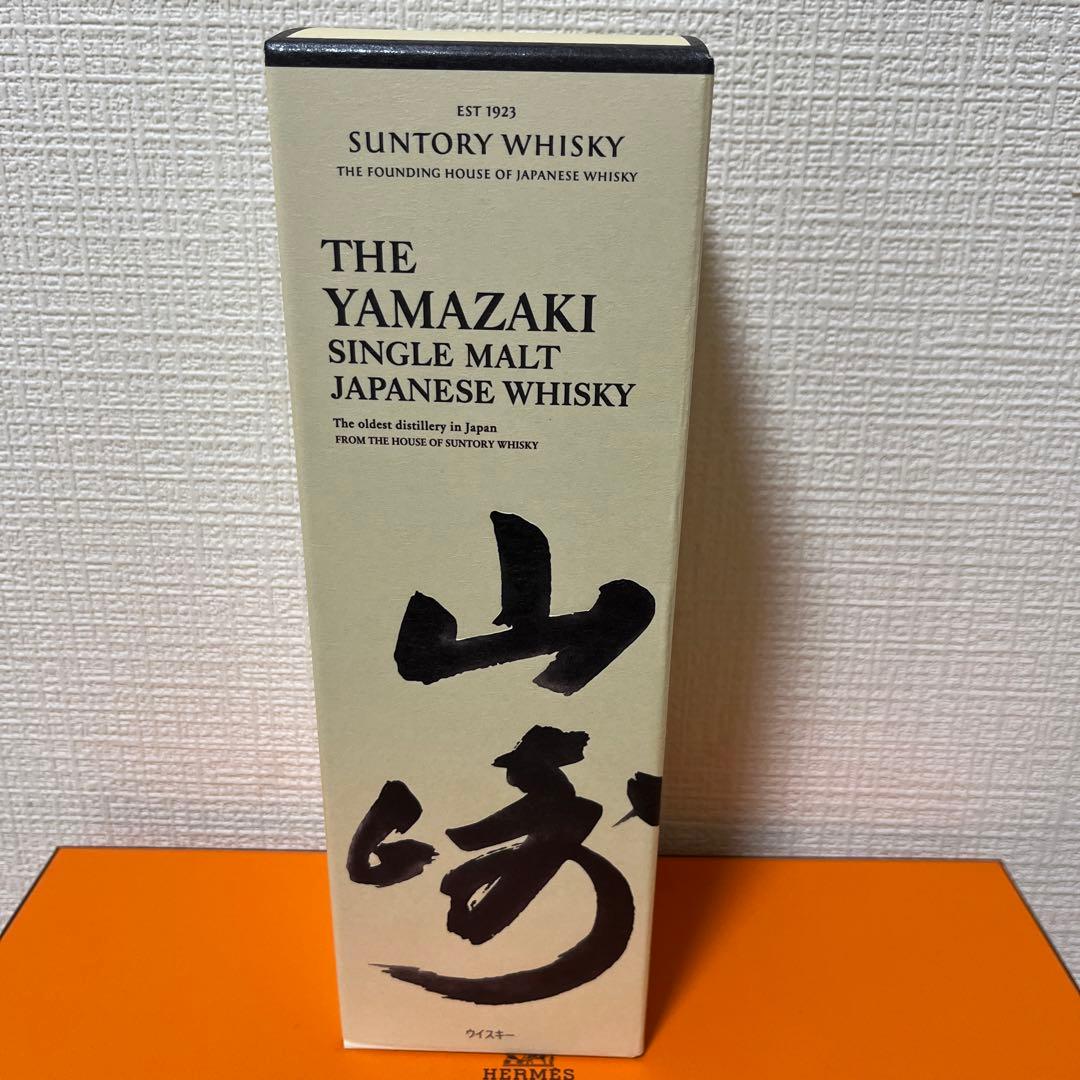 EST 1923
SUNTORY WHISKY
THE FOUNDING HOUSE OF JAPANESE WHISKY
THE
YAMAZAKI
SINGLE MALT
JAPANESE WHISKY
The oldest distillery in Japan
FROM THE HOUSE OF SUNTORY WHISKY
山
崎
ウイスキー
HERMÈS